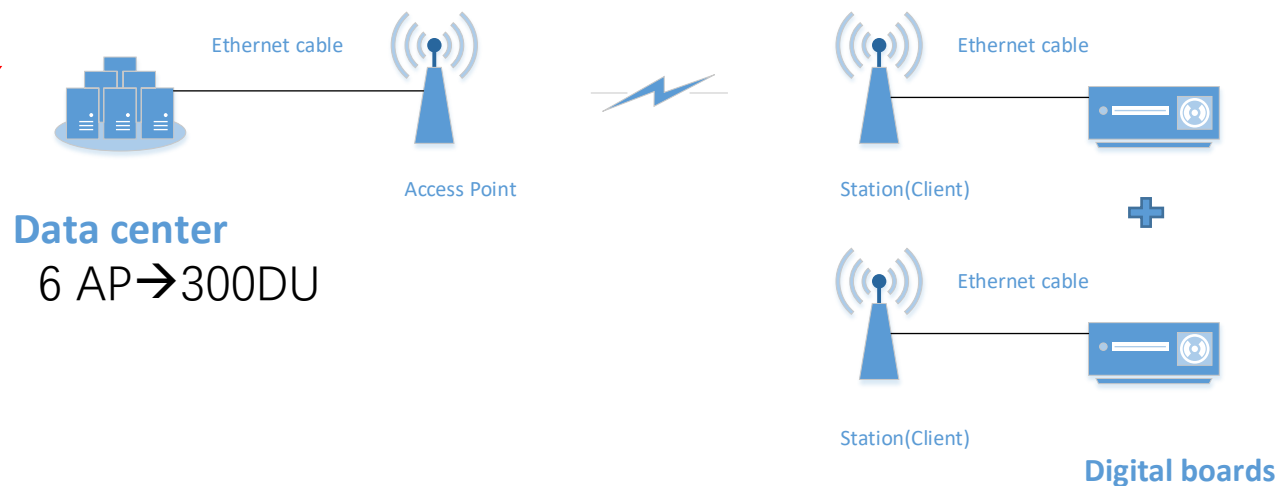 Ethernet cable
Ethernet cable
Access Point
Station(Client)
Data center
6 AP→300DU
Ethernet cable
Station(Client)
Digital boards